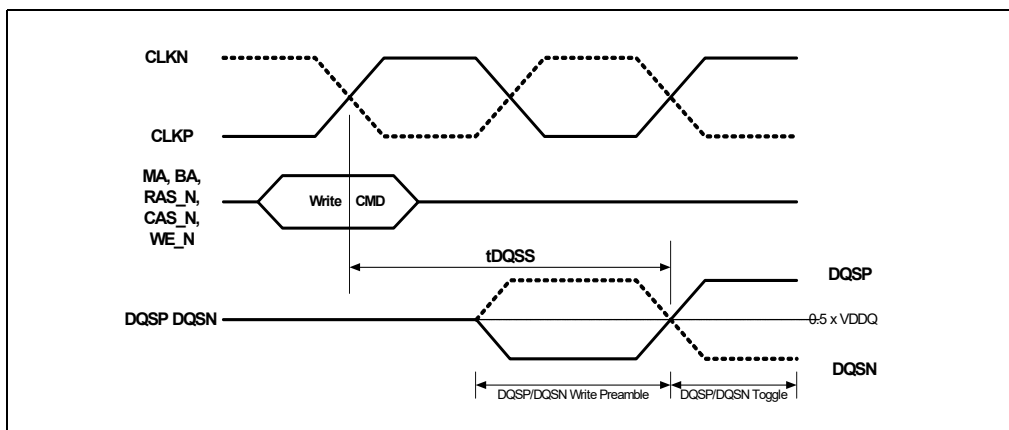 CLKN
CLKP
MA, BA,
RAS_N,
CAS_N,
WE_N
Write CMD
tDQSS
DQSP
DQSP DQSN
0.5 x VDDQ
DQSN
DQSP/DQSN Write Preamble
DQSP/DQSN Toggle